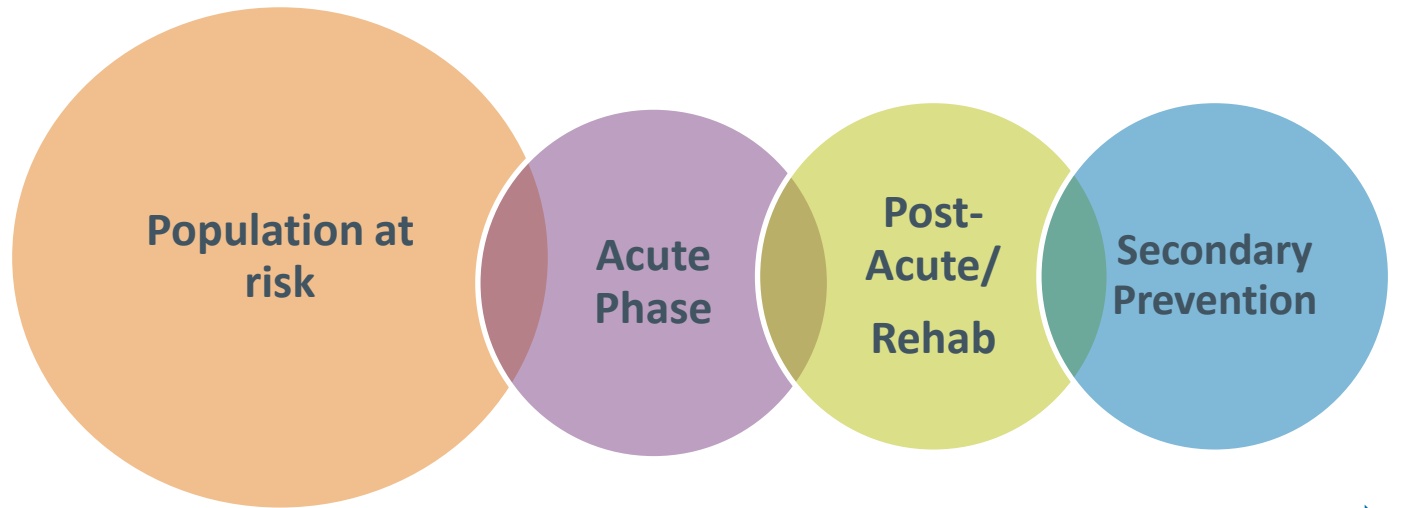 Population at
risk
Acute
Phase
Post-
Acute/
Rehab
Secondary
Prevention